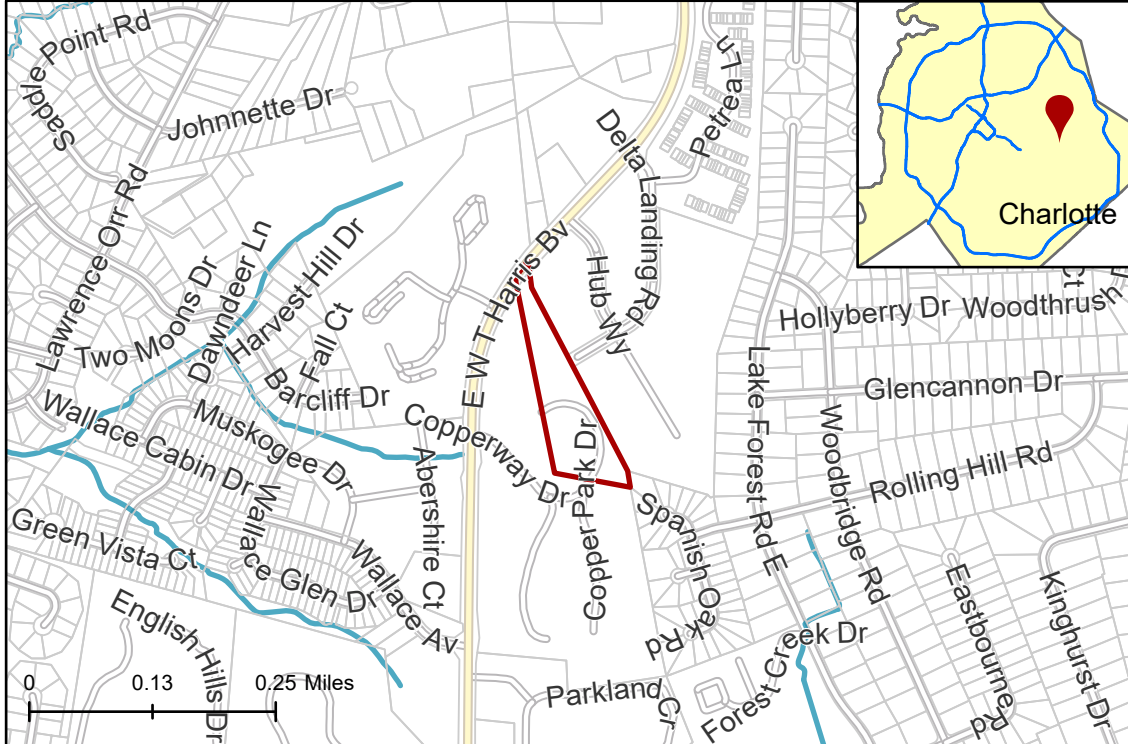 Saddle Point Rd
Johnnette Dr
Lawrence Orr Rd
Two Moons Dr
Dawndeer Ln
Harvest Hill Dr
Fall Ct
Barcliff Dr
Wallace Cabin Dr
Muskogee Dr
Wallace Glen Dr
Green Vista Ct
English Hills Dr
Wallace Av
Abershire Ct
Copperway Dr
E W T Harris Bv
Delta Landing Rd
Petrea Ln
Hub Wy
Copper Park Dr
Spanish Oak Rd
Parkland Cr
Forest Creek Dr
Lake Forest Rd E
Woodbridge Rd
Hollyberry Dr
Woodthrush
Ct
Glencannon Dr
Rolling Hill Rd
Eastbourne Rd
Kinghurst Dr
Charlotte
0 0.13 0.25 Miles